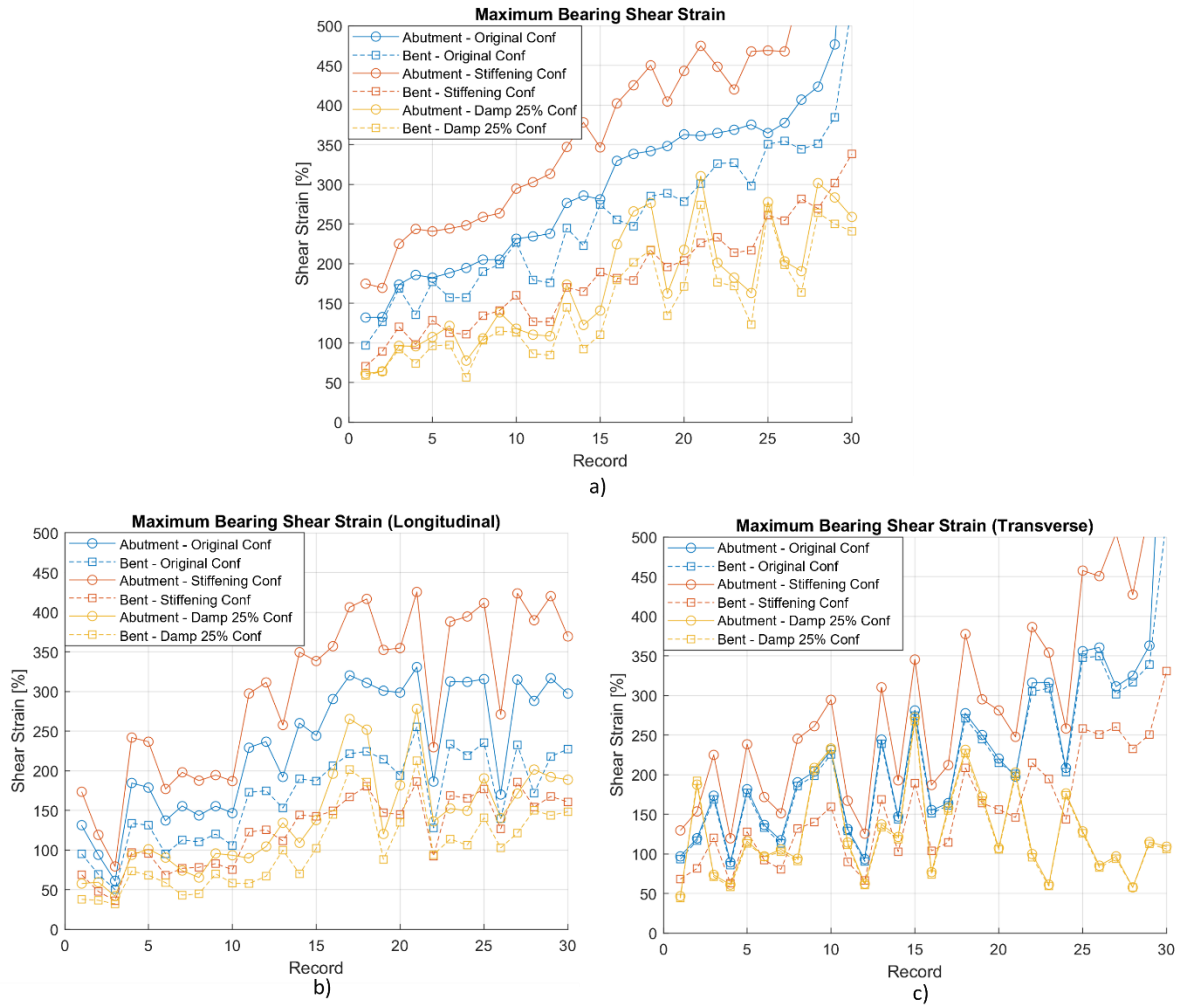 Maximum Bearing Shear Strain
500
450
400
350
300
250
200
150
100
50
0
Shear Strain [%]
Abutment - Original Conf
Bent - Original Conf
Abutment - Stiffening Conf
Bent - Stiffening Conf
Abutment - Damp 25% Conf
Bent - Damp 25% Conf
0 5 10 15 20 25 30
Record
a)
Maximum Bearing Shear Strain (Longitudinal)
500
450
400
350
300
250
200
150
100
50
0
Shear Strain [%]
Abutment - Original Conf
Bent - Original Conf
Abutment - Stiffening Conf
Bent - Stiffening Conf
Abutment - Damp 25% Conf
Bent - Damp 25% Conf
0 5 10 15 20 25 30
Record
b)
Maximum Bearing Shear Strain (Transverse)
500
450
400
350
300
250
200
150
100
50
0
Shear Strain [%]
Abutment - Original Conf
Bent - Original Conf
Abutment - Stiffening Conf
Bent - Stiffening Conf
Abutment - Damp 25% Conf
Bent - Damp 25% Conf
0 5 10 15 20 25 30
Record
c)